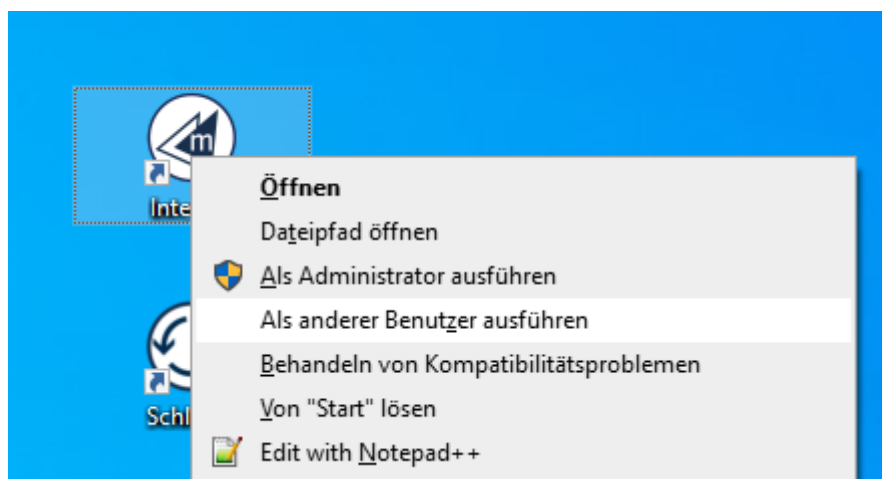 m
Inte
Öffnen
Dateipfad öffnen
Als Administrator ausführen
Als anderer Benutzer ausführen
Behandeln von Kompatibilitätsproblemen
Schl
Von "Start" lösen
Edit with Notepad++